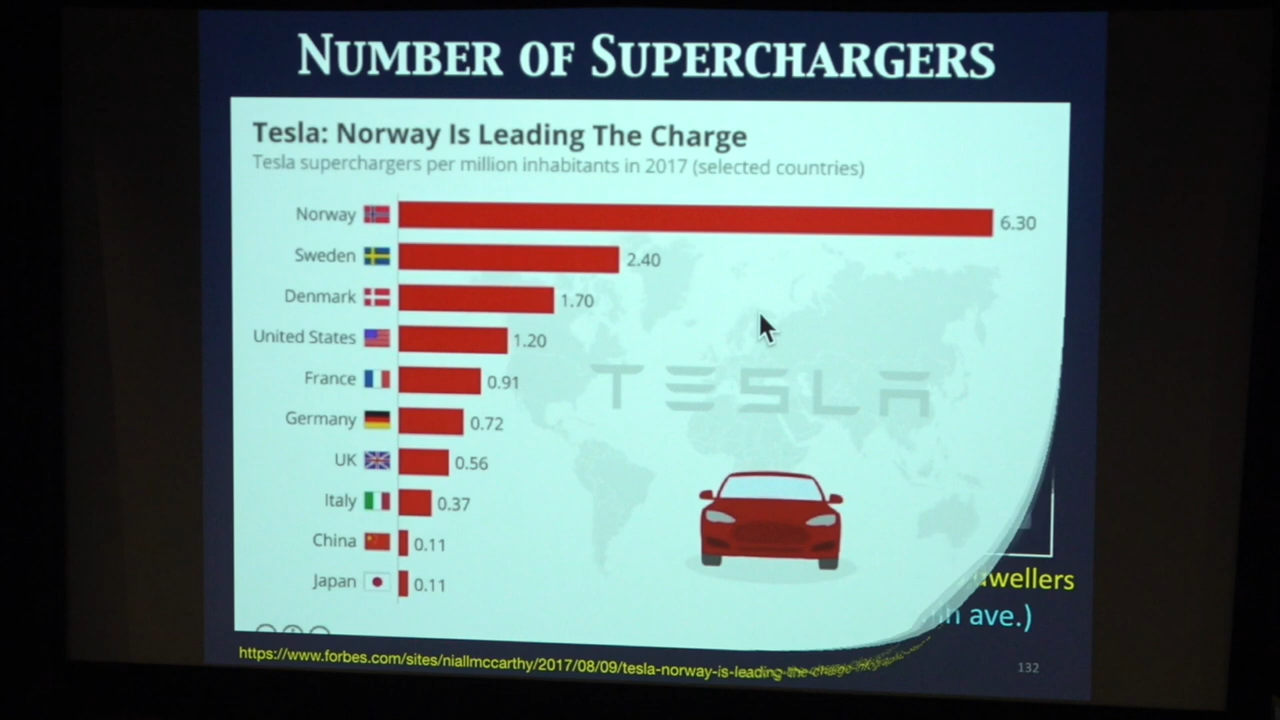 NUMBER OF SUPERCHARGERS
Tesla: Norway Is Leading The Charge
Tesla superchargers per million inhabitants in 2017 (selected countries)
Norway 6.30
Sweden 2.40
Denmark 1.70
United States 1.20
France 0.91
Germany 0.72
UK 0.56
Italy 0.37
China 0.11
Japan 0.11
TESLA
ave.)
https://www.forbes.com/sites/niallmccarthy/2017/08/09/tesla-norway-is-leading-the-charge
132